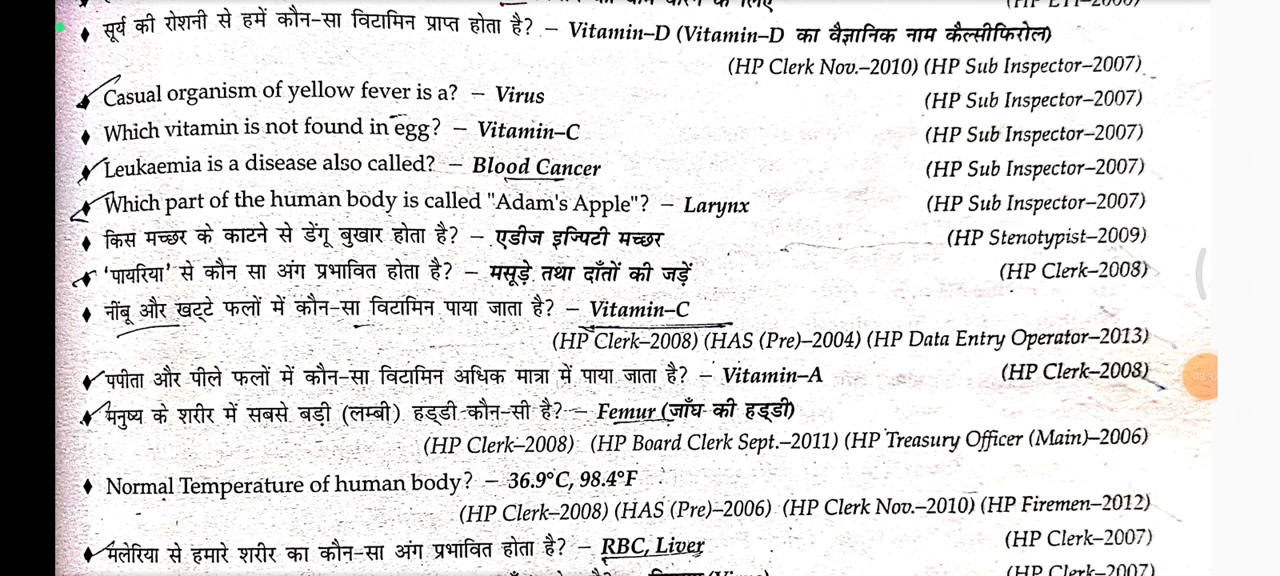 सूर्य की रोशनी से हमें कौन-सा विटामिन प्राप्त होता है? – Vitamin–D (Vitamin–D का वैज्ञानिक नाम कैल्सीफिरोल)
(HP Clerk Nov.–2010) (HP Sub Inspector–2007)
Casual organism of yellow fever is a? – Virus (HP Sub Inspector–2007)
Which vitamin is not found in egg? – Vitamin–C (HP Sub Inspector–2007)
Leukaemia is a disease also called? – Blood Cancer (HP Sub Inspector–2007)
Which part of the human body is called "Adam's Apple"? – Larynx (HP Sub Inspector–2007)
किस मच्छर के काटने से डेंगू बुखार होता है? – एडीज इज्पिटी मच्छर (HP Stenotypist–2009)
'पायरिया' से कौन सा अंग प्रभावित होता है? – मसूड़े तथा दाँतों की जड़ें (HP Clerk–2008)
नींबू और खट्टे फलों में कौन-सा विटामिन पाया जाता है? – Vitamin–C
(HP Clerk–2008) (HAS (Pre)–2004) (HP Data Entry Operator–2013)
पपीता और पीले फलों में कौन-सा विटामिन अधिक मात्रा में पाया जाता है? – Vitamin–A (HP Clerk–2008)
मनुष्य के शरीर में सबसे बड़ी (लम्बी) हड्डी कौन-सी है? – Femur (जाँघ की हड्डी)
(HP Clerk–2008) (HP Board Clerk Sept.–2011) (HP Treasury Officer (Main)–2006)
Normal Temperature of human body? – 36.9°C, 98.4°F
(HP Clerk–2008) (HAS (Pre)–2006) (HP Clerk Nov.–2010) (HP Firemen–2012)
मलेरिया से हमारे शरीर का कौन-सा अंग प्रभावित होता है? – RBC, Liver (HP Clerk–2007)
(HP Clerk–2007)